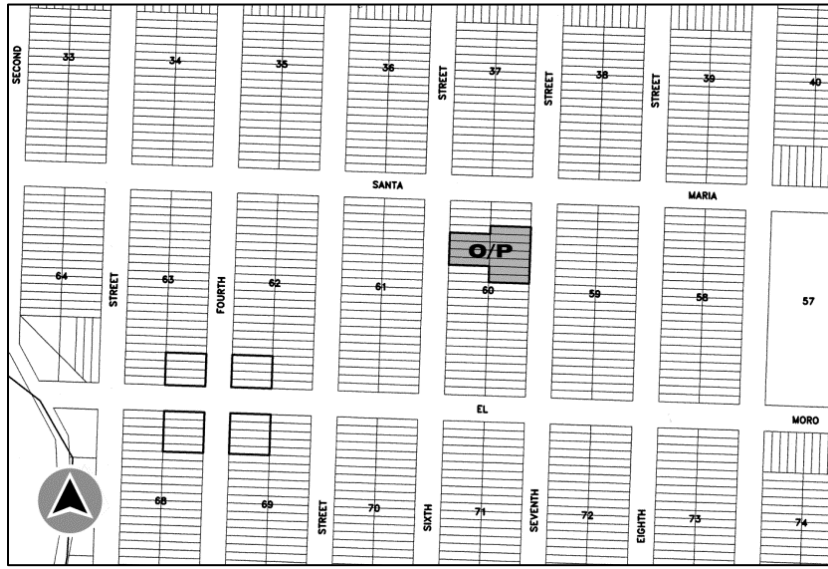 33
34
35
36
37
38
39
40
SECOND
STREET
STREET
STREET
SANTA
MARIA
64
63
62
61
O/P
60
59
58
57
STREET
FOURTH
EL
MORO
68
69
70
71
72
73
74
STREET
SIXTH
SEVENTH
EIGHTH